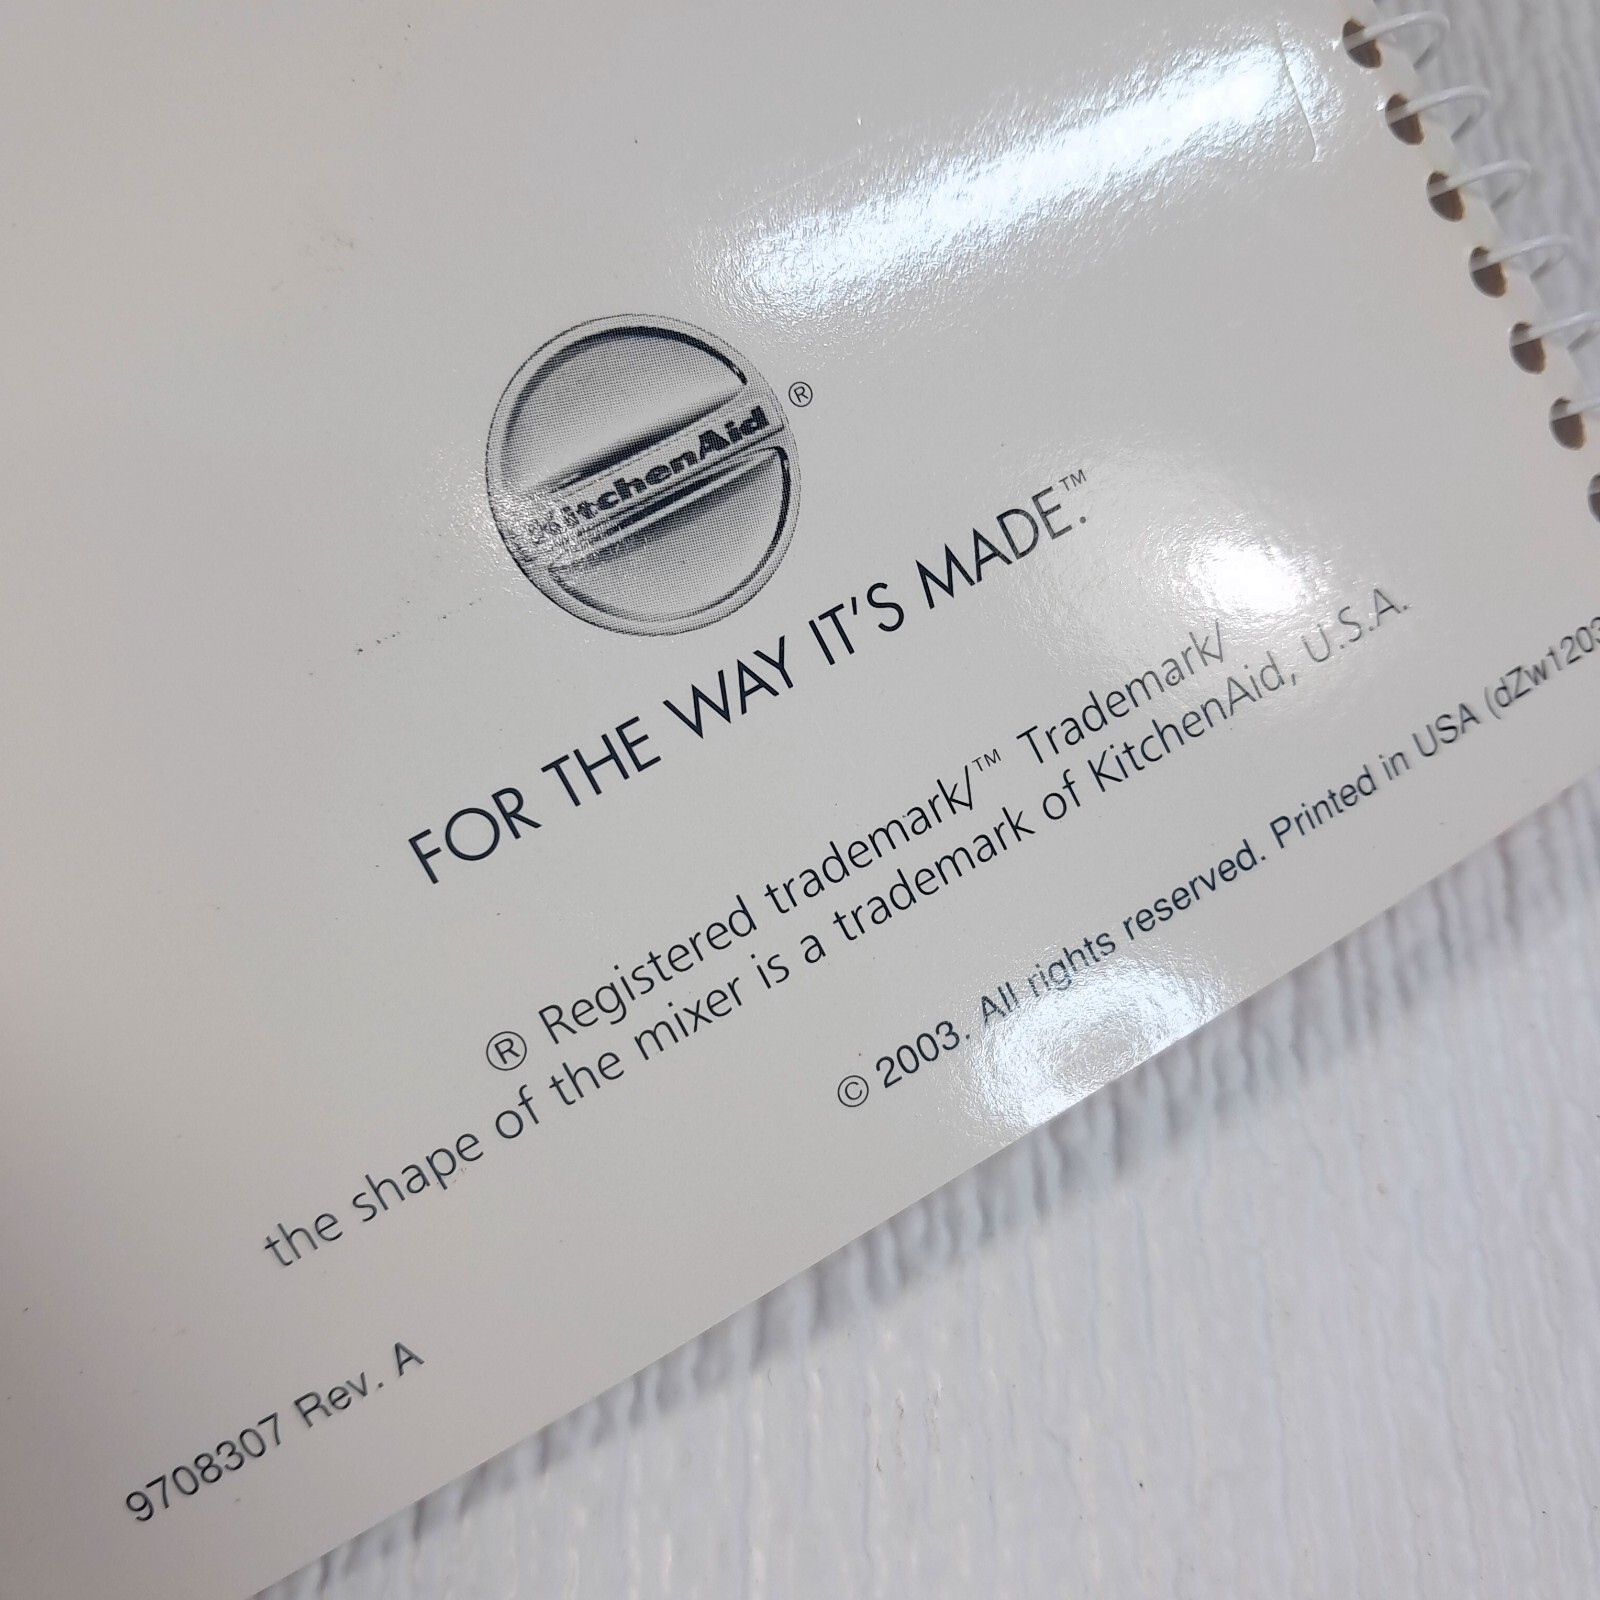 KitchenAid ®
FOR THE WAY IT'S MADE.™
® Registered trademark/™ Trademark/
the shape of the mixer is a trademark of KitchenAid, U.S.A.
© 2003. All rights reserved. Printed in USA (dZw1203
9708307 Rev. A